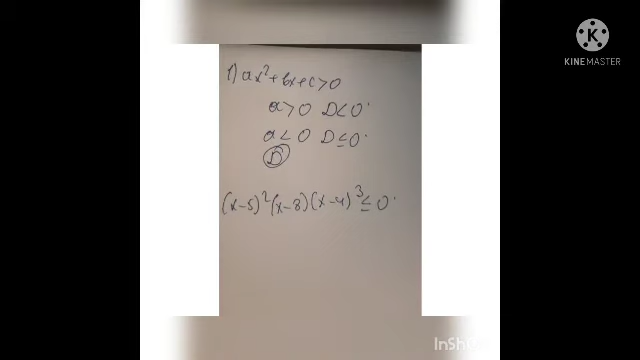 KINEMASTER
1) ax² + bx + c > 0
a > 0 D < 0
a < 0 D ≤ 0
D
(x-5)²(x-8)(x-4)³ ≤ 0
InSh